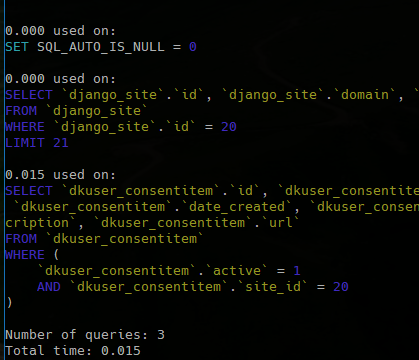 0.000 used on:
SET SQL_AUTO_IS_NULL = 0
0.000 used on:
SELECT `django_site`.`id`, `django_site`.`domain`, `
FROM `django_site`
WHERE `django_site`.`id` = 20
LIMIT 21
0.015 used on:
SELECT `dkuser_consentitem`.`id`, `dkuser_consentite
`dkuser_consentitem`.`date_created`, `dkuser_consen
cription`, `dkuser_consentitem`.`url`
FROM `dkuser_consentitem`
WHERE (
`dkuser_consentitem`.`active` = 1
AND `dkuser_consentitem`.`site_id` = 20
)
Number of queries: 3
Total time: 0.015